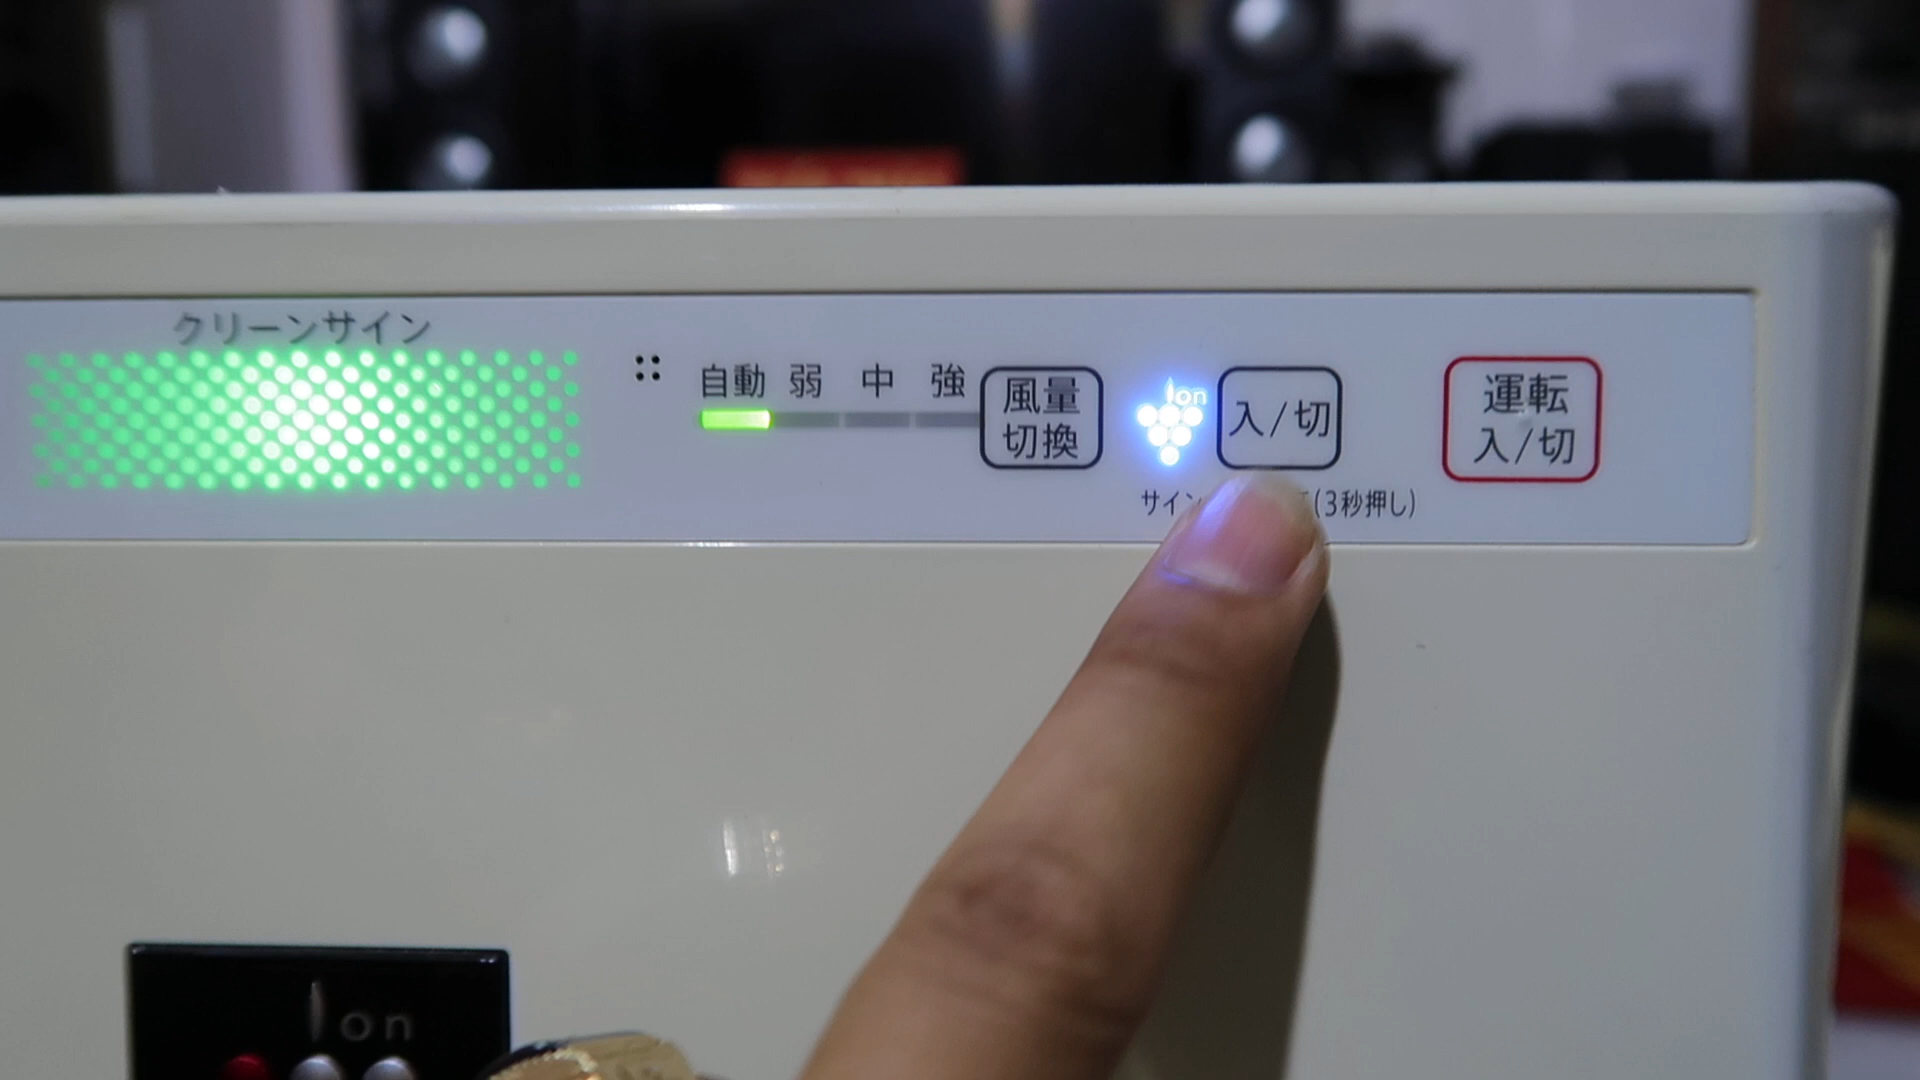 クリーンサイン
自動 弱 中 強
風量
切換
Ion
入/切
運転
入/切
サイン
(3秒押し)
Ion